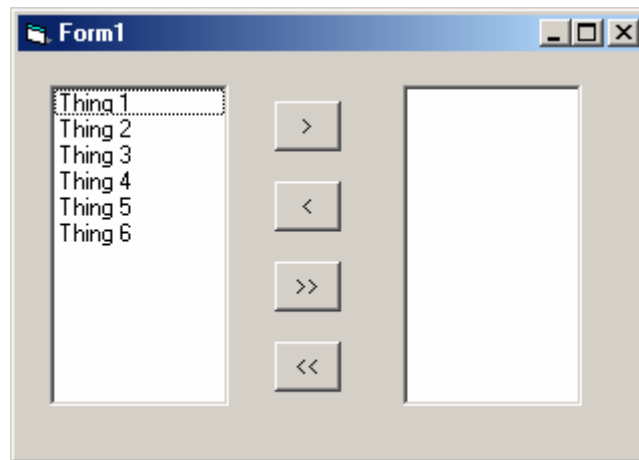 Form1
Thing 1
Thing 2
Thing 3
Thing 4
Thing 5
Thing 6
>
<
>>
<<